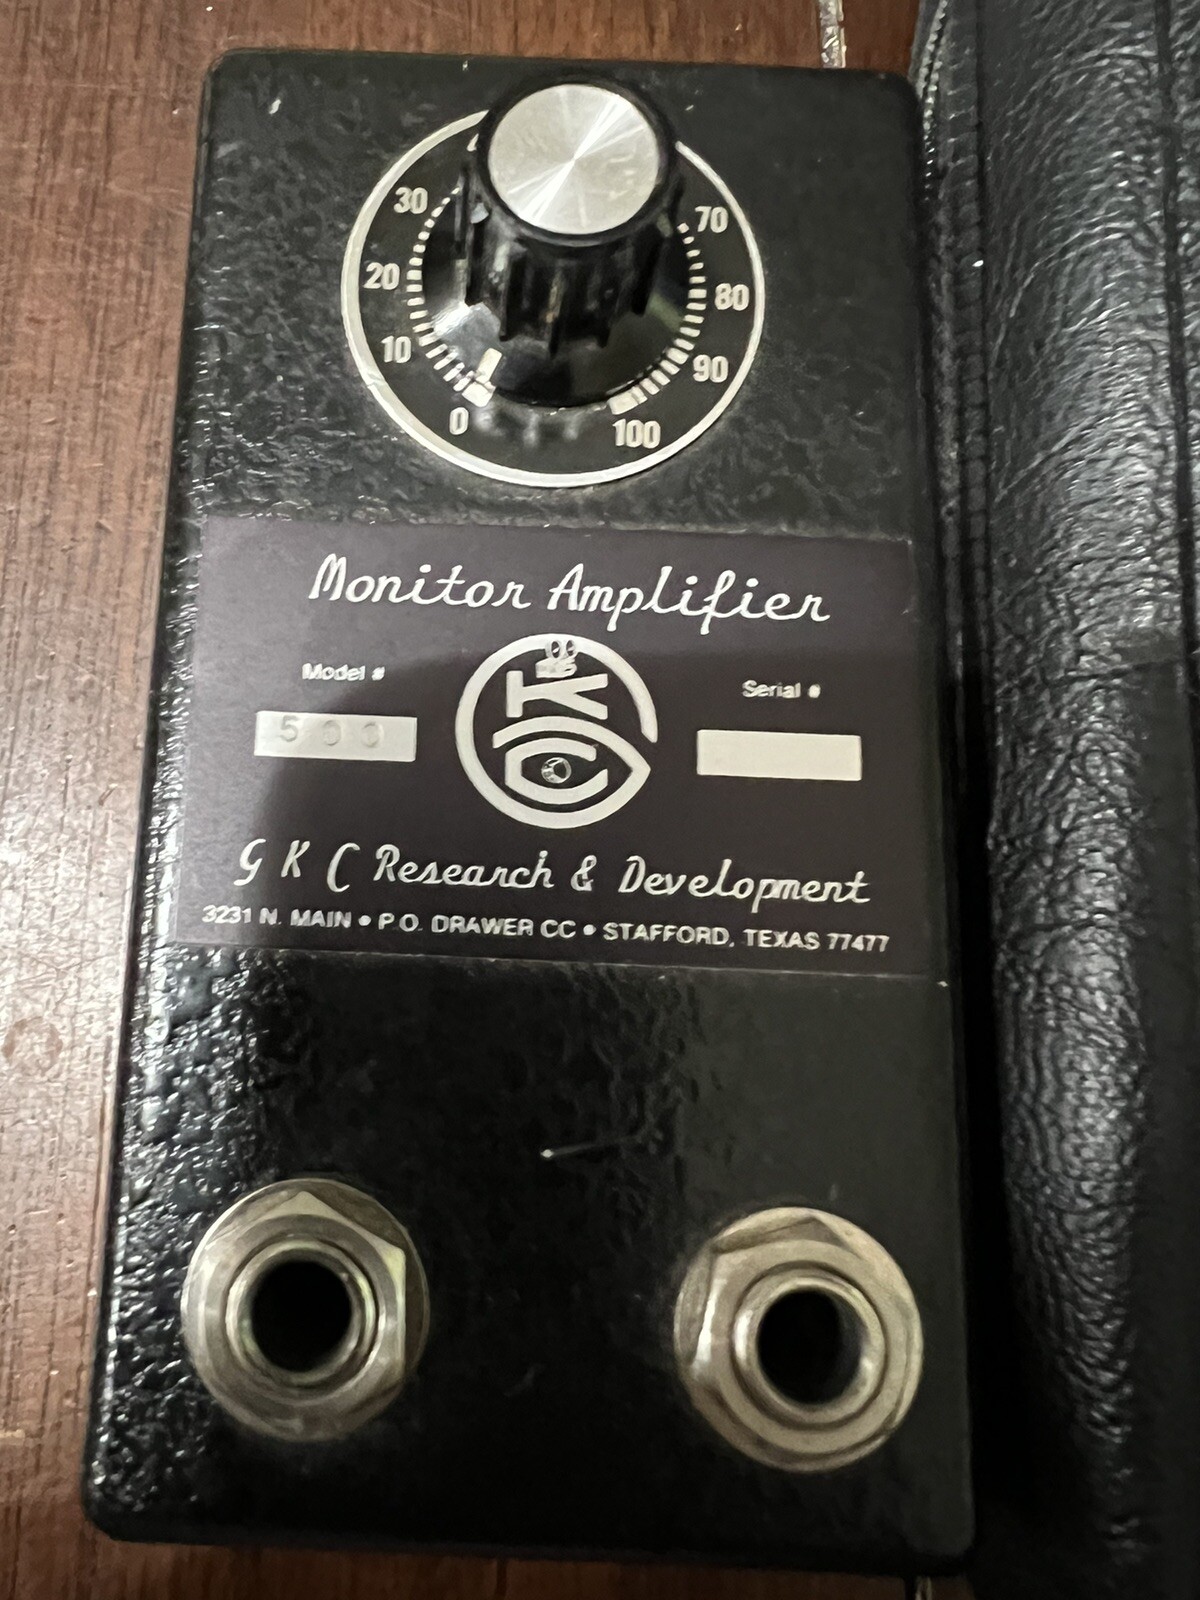 30
70
20
80
10
90
0
100
Monitor Amplifier
Model #
Serial #
500
GKC
G K C Research & Development
3231 N. MAIN • P.O. DRAWER CC • STAFFORD, TEXAS 77477